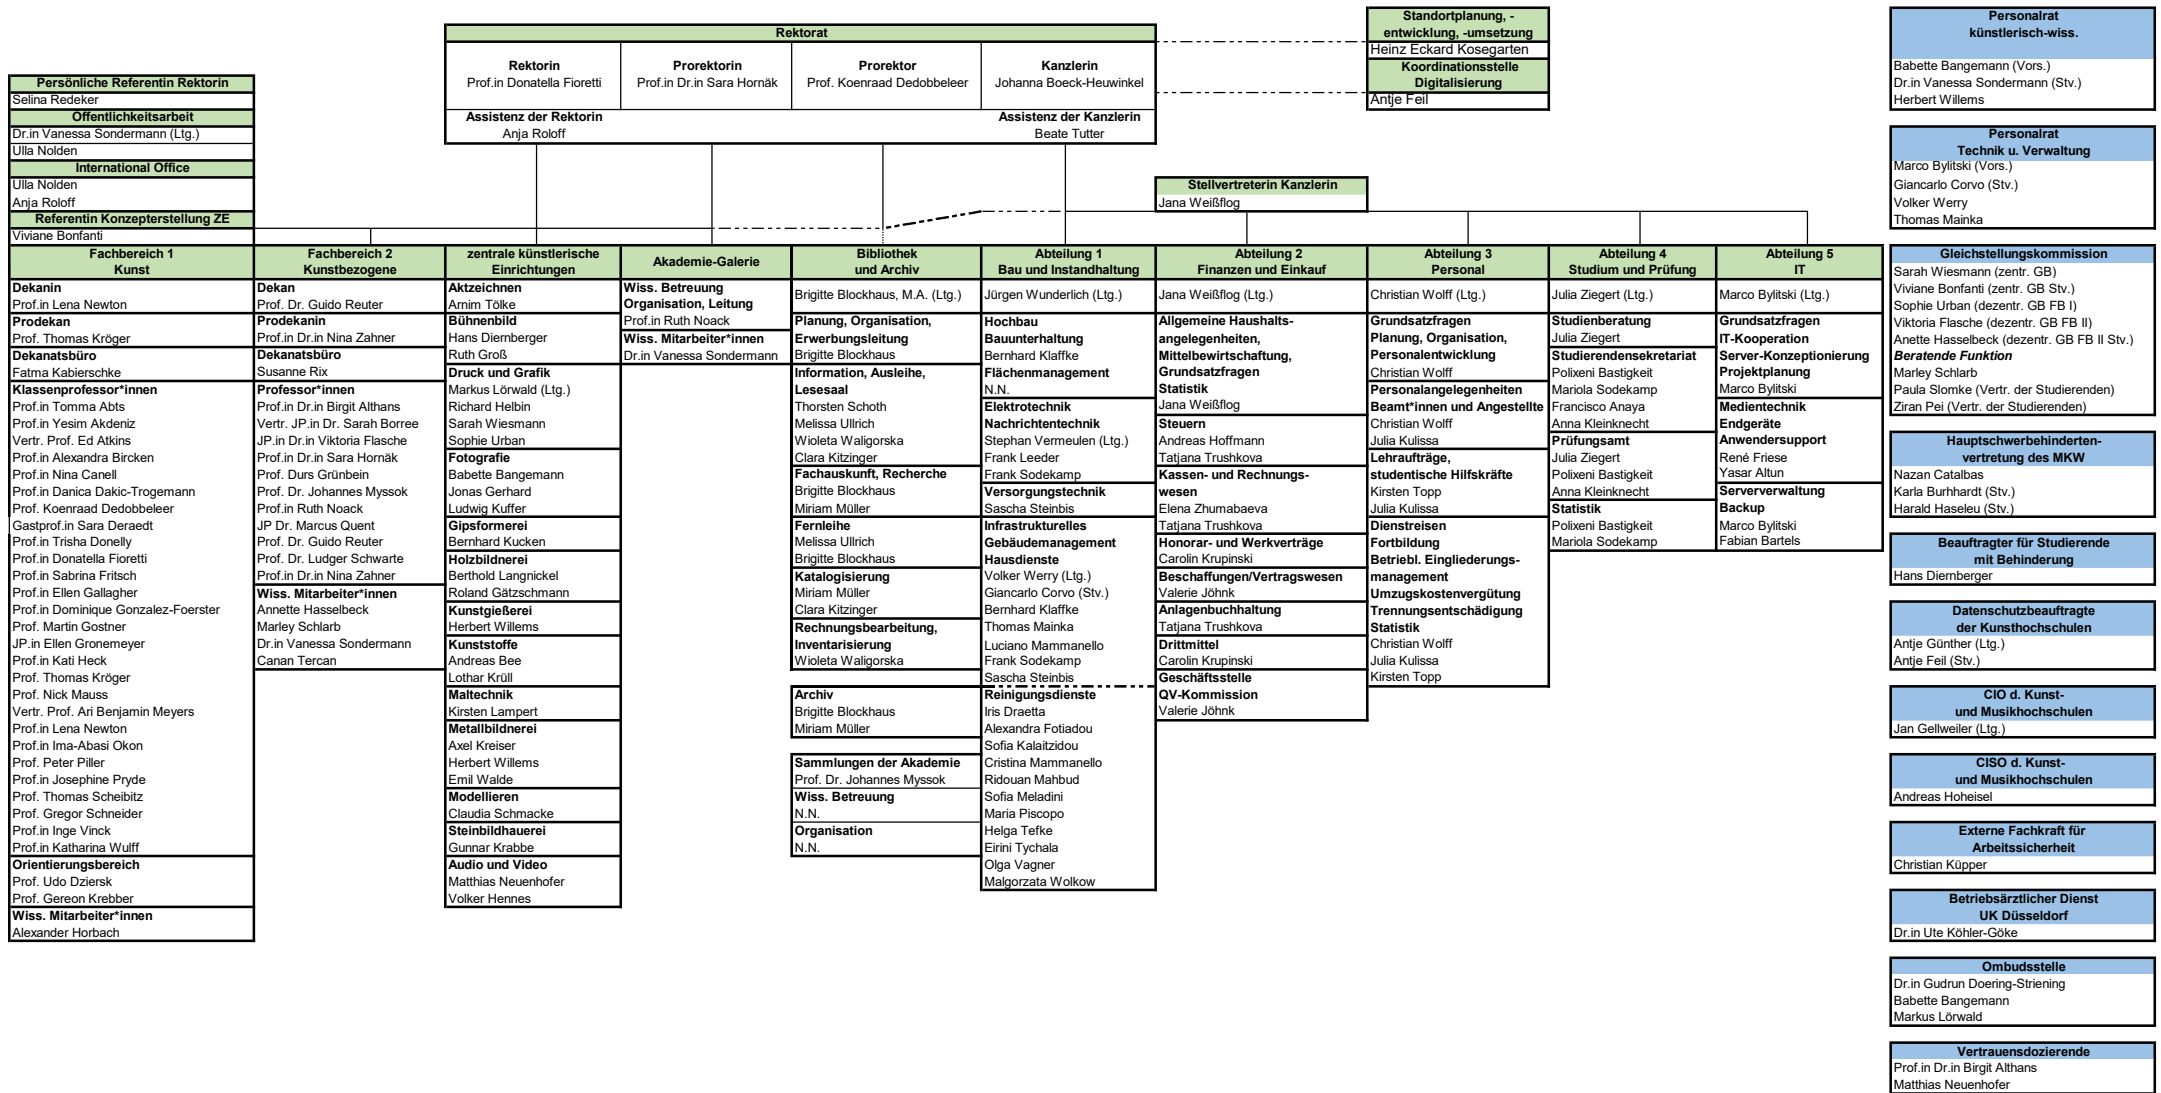 Rektorat
Rektorin
Prof.in Donatella Fioretti
Prorektorin
Prof.in Dr.in Sara Hornäk
Prorektor
Prof. Koenraad Dedobbeleer
Kanzlerin
Johanna Boeck-Heuwinkel
Assistenz der Rektorin
Anja Roloff
Assistenz der Kanzlerin
Beate Tutter
Standortplanung, -
entwicklung, -umsetzung
Heinz Eckard Kosegarten
Koordinationsstelle
Digitalisierung
Antje Feil
Persönliche Referentin Rektorin
Selina Redeker
Öffentlichkeitsarbeit
Dr.in Vanessa Sondermann (Ltg.)
Ulla Nolden
International Office
Ulla Nolden
Anja Roloff
Referentin Konzepterstellung ZE
Viviane Bonfanti
Stellvertreterin Kanzlerin
Jana Weißflog
Fachbereich 1
Kunst
Dekanin
Prof.in Lena Newton
Prodekan
Prof. Thomas Kröger
Dekanatsbüro
Fatma Kabierschke
Klassenprofessor*innen
Prof.in Tomma Abts
Prof.in Yesim Akdeniz
Vertr. Prof. Ed Atkins
Prof.in Alexandra Bircken
Prof.in Nina Canell
Prof.in Danica Dakic-Trogemann
Prof. Koenraad Dedobbeleer
Gastprof.in Sara Deraedt
Prof.in Trisha Donelly
Prof.in Donatella Fioretti
Prof.in Sabrina Fritsch
Prof.in Ellen Gallagher
Prof.in Dominique Gonzalez-Foerster
Prof. Martin Gostner
JP.in Ellen Gronemeyer
Prof.in Kati Heck
Prof. Thomas Kröger
Prof. Nick Mauss
Vertr. Prof. Ari Benjamin Meyers
Prof.in Lena Newton
Prof.in Ima-Abasi Okon
Prof. Peter Piller
Prof.in Josephine Pryde
Prof. Thomas Scheibitz
Prof. Gregor Schneider
Prof.in Inge Vinck
Prof.in Katharina Wulff
Orientierungsbereich
Prof. Udo Dziersk
Prof. Gereon Krebber
Wiss. Mitarbeiter*innen
Alexander Horbach
Fachbereich 2
Kunstbezogene
Dekan
Prof. Dr. Guido Reuter
Prodekanin
Prof.in Dr.in Nina Zahner
Dekanatsbüro
Susanne Rix
Professor*innen
Prof.in Dr.in Birgit Althans
Vertr. JP.in Dr. Sarah Borree
JP.in Dr.in Viktoria Flasche
Prof.in Dr.in Sara Hornäk
Prof. Durs Grünbein
Prof. Dr. Johannes Myssok
Prof.in Ruth Noack
JP Dr. Marcus Quent
Prof. Dr. Guido Reuter
Prof. Dr. Ludger Schwarte
Prof.in Dr.in Nina Zahner
Wiss. Mitarbeiter*innen
Annette Hasselbeck
Marley Schlarb
Dr.in Vanessa Sondermann
Canan Tercan
zentrale künstlerische
Einrichtungen
Aktzeichnen
Arnim Tölke
Bühnenbild
Hans Diernberger
Ruth Groß
Druck und Grafik
Markus Lörwald (Ltg.)
Richard Helbin
Sarah Wiesmann
Sophie Urban
Fotografie
Babette Bangemann
Jonas Gerhard
Ludwig Kuffer
Gipsformerei
Bernhard Kucken
Holzbildnerei
Berthold Langnickel
Roland Gätzschmann
Kunstgießerei
Herbert Willems
Kunststoffe
Andreas Bee
Lothar Krüll
Maltechnik
Kirsten Lampert
Metallbildnerei
Axel Kreiser
Herbert Willems
Emil Walde
Modellieren
Claudia Schmacke
Steinbildhauerei
Gunnar Krabbe
Audio und Video
Matthias Neuenhofer
Volker Hennes
Akademie-Galerie
Wiss. Betreuung
Organisation, Leitung
Prof.in Ruth Noack
Wiss. Mitarbeiter*innen
Dr.in Vanessa Sondermann
Bibliothek
und Archiv
Brigitte Blockhaus, M.A. (Ltg.)
Planung, Organisation,
Erwerbungsleitung
Brigitte Blockhaus
Information, Ausleihe,
Lesesaal
Thorsten Schoth
Melissa Ullrich
Wioleta Waligorska
Clara Kitzinger
Fachauskunft, Recherche
Brigitte Blockhaus
Miriam Müller
Fernleihe
Melissa Ullrich
Brigitte Blockhaus
Katalogisierung
Miriam Müller
Clara Kitzinger
Rechnungsbearbeitung,
Inventarisierung
Wioleta Waligorska
Archiv
Brigitte Blockhaus
Miriam Müller
Sammlungen der Akademie
Prof. Dr. Johannes Myssok
Wiss. Betreuung
N.N.
Organisation
N.N.
Abteilung 1
Bau und Instandhaltung
Jürgen Wunderlich (Ltg.)
Hochbau
Bauunterhaltung
Bernhard Klaffke
Flächenmanagement
N.N.
Elektrotechnik
Nachrichtentechnik
Stephan Vermeulen (Ltg.)
Frank Leeder
Frank Sodekamp
Versorgungstechnik
Sascha Steinbis
Infrastrukturelles
Gebäudemanagement
Hausdienste
Volker Werry (Ltg.)
Giancarlo Corvo (Stv.)
Bernhard Klaffke
Thomas Mainka
Luciano Mammanello
Frank Sodekamp
Sascha Steinbis
Reinigungsdienste
Iris Draetta
Alexandra Fotiadou
Sofia Kalaitzidou
Cristina Mammanello
Ridouan Mahbud
Sofia Meladini
Maria Piscopo
Helga Tefke
Eirini Tychala
Olga Vagner
Malgorzata Wolkow
Abteilung 2
Finanzen und Einkauf
Jana Weißflog (Ltg.)
Allgemeine Haushalts-
angelegenheiten,
Mittelbewirtschaftung,
Grundsatzfragen
Statistik
Jana Weißflog
Steuern
Andreas Hoffmann
Tatjana Trushkova
Kassen- und Rechnungs-
wesen
Elena Zhumabaeva
Tatjana Trushkova
Honorar- und Werkverträge
Carolin Krupinski
Beschaffungen/Vertragswesen
Valerie Jöhnk
Anlagenbuchhaltung
Tatjana Trushkova
Drittmittel
Carolin Krupinski
Geschäftsstelle
QV-Kommission
Valerie Jöhnk
Abteilung 3
Personal
Christian Wolff (Ltg.)
Grundsatzfragen
Planung, Organisation,
Personalentwicklung
Christian Wolff
Personalangelegenheiten
Beamt*innen und Angestellte
Christian Wolff
Julia Kulissa
Lehraufträge,
studentische Hilfskräfte
Kirsten Topp
Julia Kulissa
Dienstreisen
Fortbildung
Betriebl. Eingliederungs-
management
Umzugskostenvergütung
Trennungsentschädigung
Statistik
Christian Wolff
Julia Kulissa
Kirsten Topp
Abteilung 4
Studium und Prüfung
Julia Ziegert (Ltg.)
Studienberatung
Julia Ziegert
Studierendensekretariat
Polixeni Bastigkeit
Mariola Sodekamp
Francisco Anaya
Anna Kleinknecht
Prüfungsamt
Julia Ziegert
Polixeni Bastigkeit
Anna Kleinknecht
Statistik
Polixeni Bastigkeit
Mariola Sodekamp
Abteilung 5
IT
Marco Bylitski (Ltg.)
Grundsatzfragen
IT-Kooperation
Server-Konzeptionierung
Projektplanung
Marco Bylitski
Medientechnik
Endgeräte
Anwendersupport
René Friese
Yasar Altun
Serververwaltung
Backup
Marco Bylitski
Fabian Bartels
Personalrat
künstlerisch-wiss.
Babette Bangemann (Vors.)
Dr.in Vanessa Sondermann (Stv.)
Herbert Willems
Personalrat
Technik u. Verwaltung
Marco Bylitski (Vors.)
Giancarlo Corvo (Stv.)
Volker Werry
Thomas Mainka
Gleichstellungskommission
Sarah Wiesmann (zentr. GB)
Viviane Bonfanti (zentr. GB Stv.)
Sophie Urban (dezentr. GB FB I)
Viktoria Flasche (dezentr. GB FB II)
Anette Hasselbeck (dezentr. GB FB II Stv.)
Beratende Funktion
Marley Schlarb
Paula Slomke (Vertr. der Studierenden)
Ziran Pei (Vertr. der Studierenden)
Hauptschwerbehinderten-
vertretung des MKW
Nazan Catalbas
Karla Burhhardt (Stv.)
Harald Haseleu (Stv.)
Beauftragter für Studierende
mit Behinderung
Hans Diernberger
Datenschutzbeauftragte
der Kunsthochschulen
Antje Günther (Ltg.)
Antje Feil (Stv.)
CIO d. Kunst-
und Musikhochschulen
Jan Gellweiler (Ltg.)
CISO d. Kunst-
und Musikhochschulen
Andreas Hoheisel
Externe Fachkraft für
Arbeitssicherheit
Christian Küpper
Betriebsärztlicher Dienst
UK Düsseldorf
Dr.in Ute Köhler-Göke
Ombudsstelle
Dr.in Gudrun Doering-Striening
Babette Bangemann
Markus Lörwald
Vertrauensdozierende
Prof.in Dr.in Birgit Althans
Matthias Neuenhofer